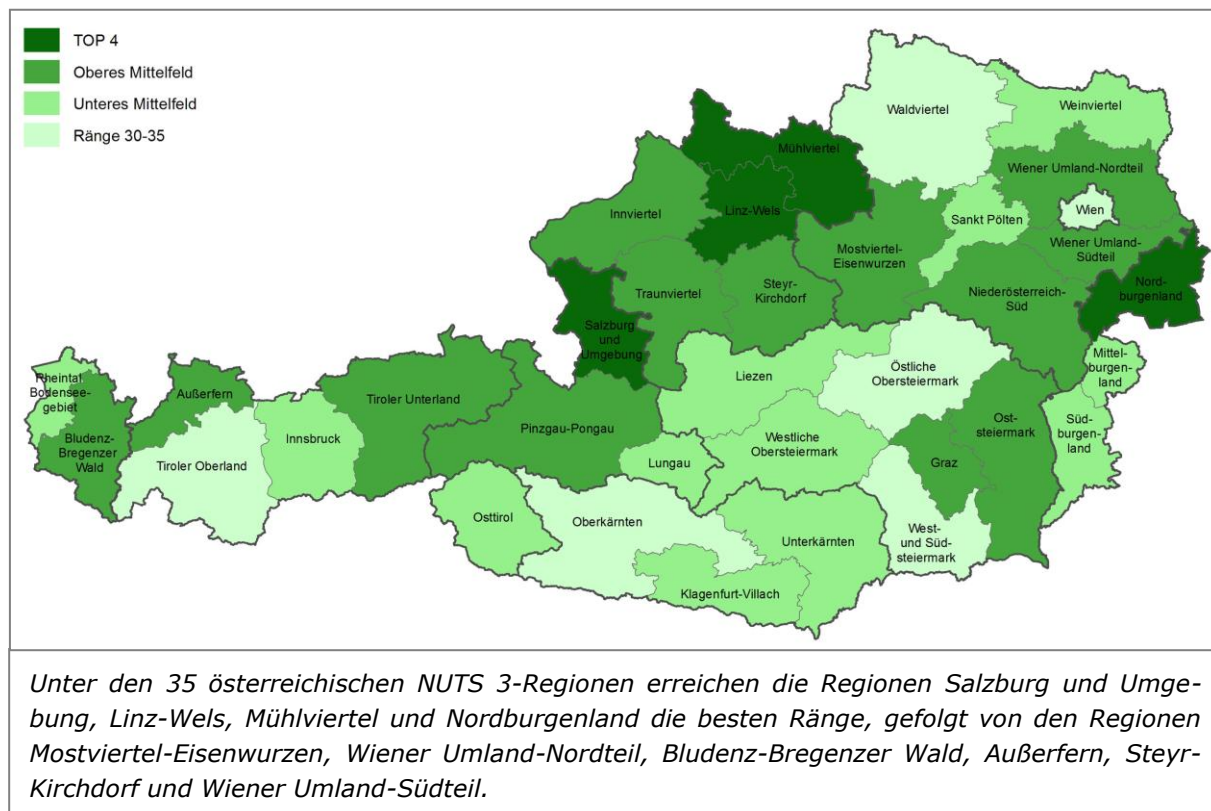 TOP 4
Oberes Mittelfeld
Unteres Mittelfeld
Ränge 30-35
Waldviertel
Weinviertel
Mühlviertel
Wiener Umland-Nordteil
Linz-Wels
Innviertel
Sankt Pölten
Wien
Mostviertel-
Eisenwurzen
Wiener Umland-
Südteil
Traunviertel
Steyr-
Kirchdorf
Niederösterreich-
Süd
Nord-
burgenland
Salzburg
und
Umgebung
Rheintal
Bodensee-
gebiet
Außerfern
Tiroler Unterland
Liezen
Östliche
Obersteiermark
Mittel-
burgen-
land
Bludenz-
Bregenzer
Wald
Tiroler Oberland
Innsbruck
Pinzgau-Pongau
Westliche
Obersteiermark
Ost-
steiermark
Süd-
burgen-
land
Lungau
Graz
Osttirol
Oberkärnten
Unterkärnten
West-
und Süd-
steiermark
Klagenfurt-Villach
Unter den 35 österreichischen NUTS 3-Regionen erreichen die Regionen Salzburg und Umge-
bung, Linz-Wels, Mühlviertel und Nordburgenland die besten Ränge, gefolgt von den Regionen
Mostviertel-Eisenwurzen, Wiener Umland-Nordteil, Bludenz-Bregenzer Wald, Außerfern, Steyr-
Kirchdorf und Wiener Umland-Südteil.